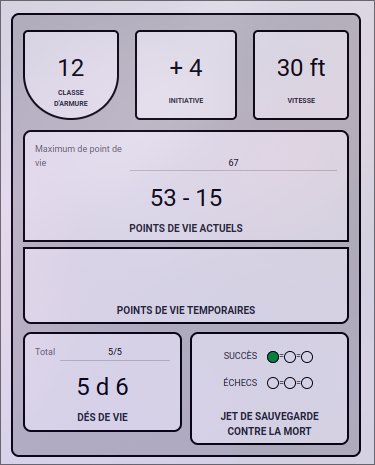 12
CLASSE
D'ARMURE
+ 4
INITIATIVE
30 ft
VITESSE
Maximum de point de
vie
67
53 - 15
POINTS DE VIE ACTUELS
POINTS DE VIE TEMPORAIRES
Total
5/5
5 d 6
DÉS DE VIE
SUCCÈS
ÉCHECS
JET DE SAUVEGARDE
CONTRE LA MORT